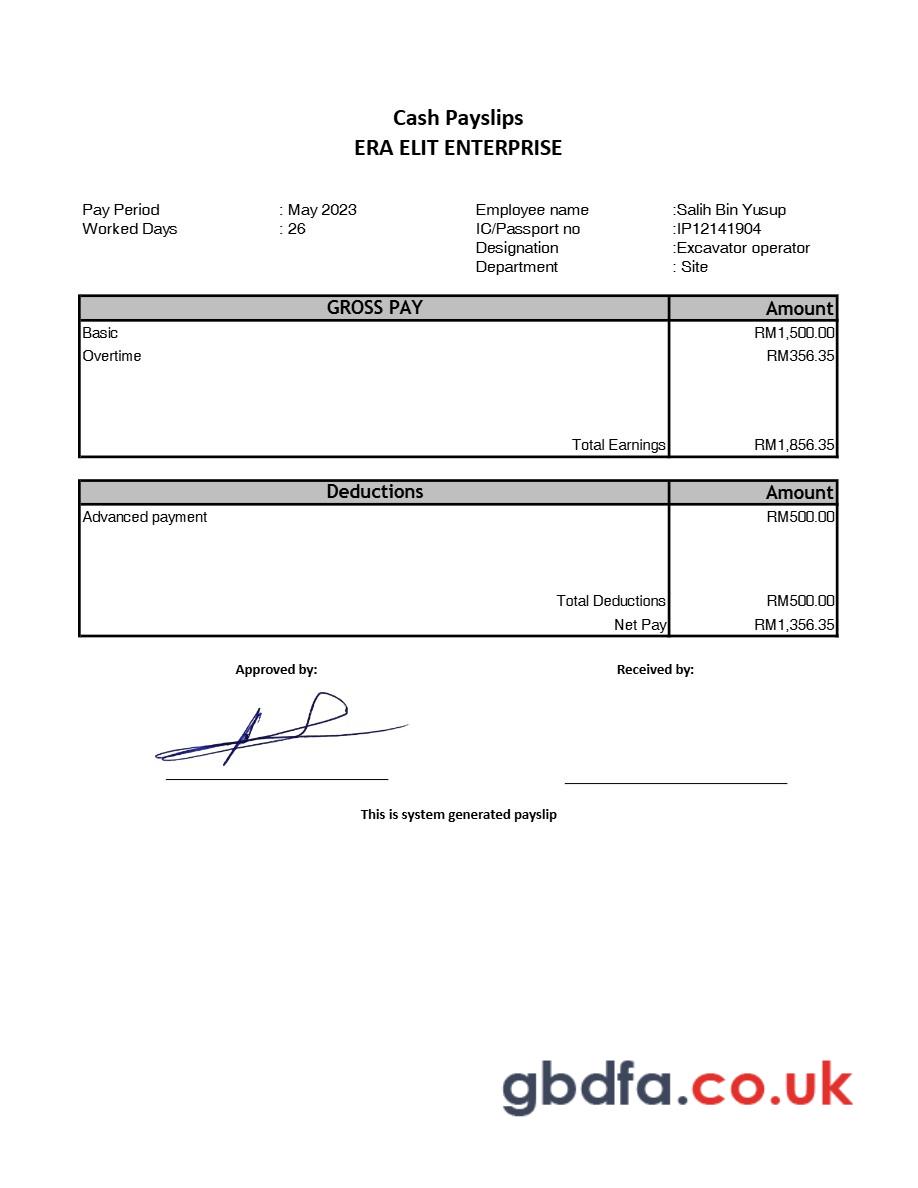 Cash Payslips
ERA ELIT ENTERPRISE
Pay Period : May 2023 Employee name :Salih Bin Yusup
Worked Days : 26 IC/Passport no :IP12141904
Designation :Excavator operator
Department : Site
GROSS PAY Amount
Basic RM1,500.00
Overtime RM356.35
Total Earnings RM1,856.35
Deductions Amount
Advanced payment RM500.00
Total Deductions RM500.00
Net Pay RM1,356.35
Approved by: Received by:
This is system generated payslip
gbdfa.co.uk